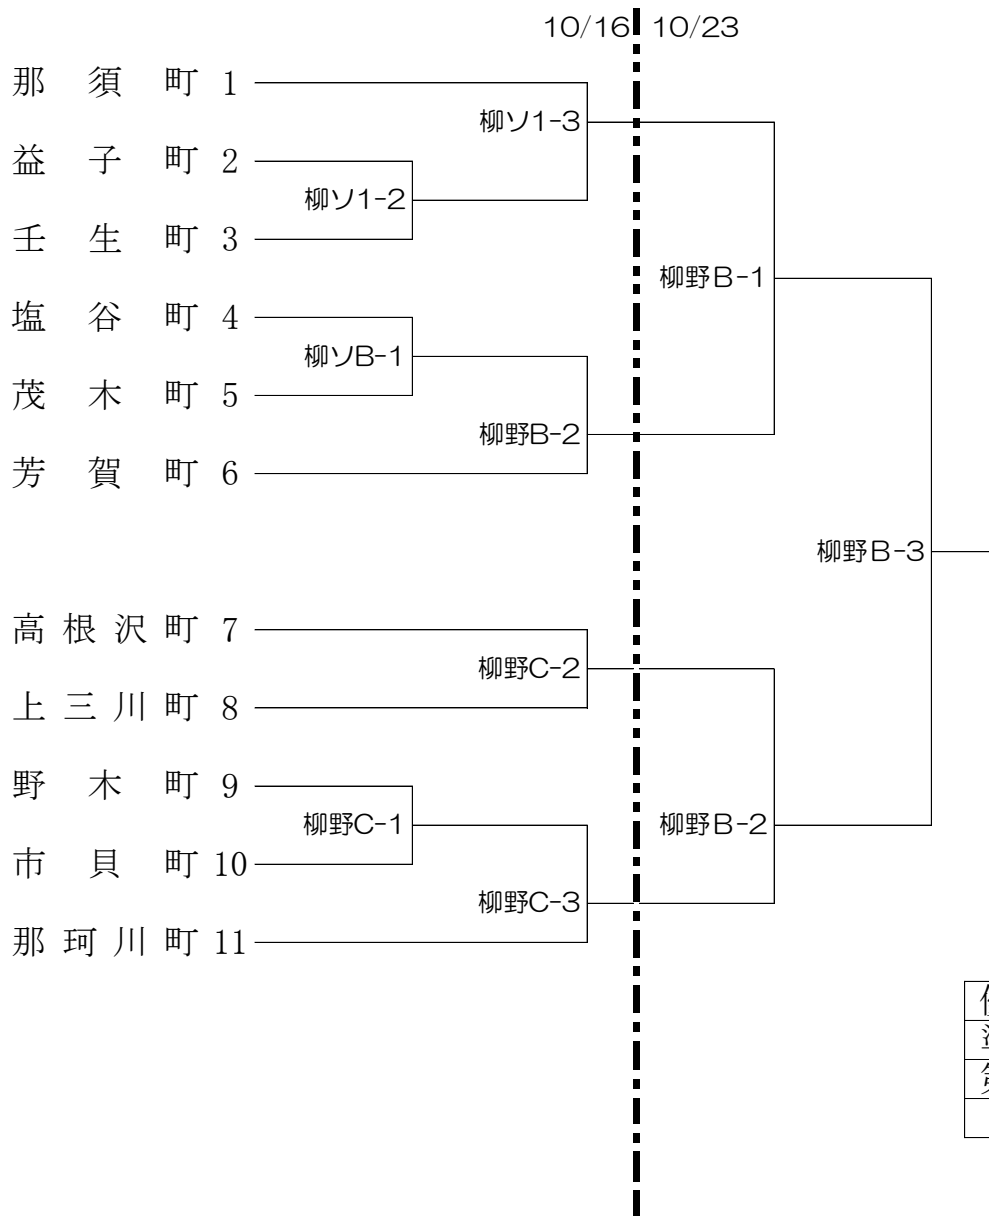 10/16 10/23
那須町 1
柳ソ1-3
益子町 2
柳ソ1-2
壬生町 3
柳野B-1
塩谷町 4
柳ソB-1
茂木町 5
柳野B-2
芳賀町 6
柳野B-3
高根沢町 7
柳野C-2
上三川町 8
野木町 9
柳野C-1
柳野B-2
市貝町 10
柳野C-3
那珂川町 11